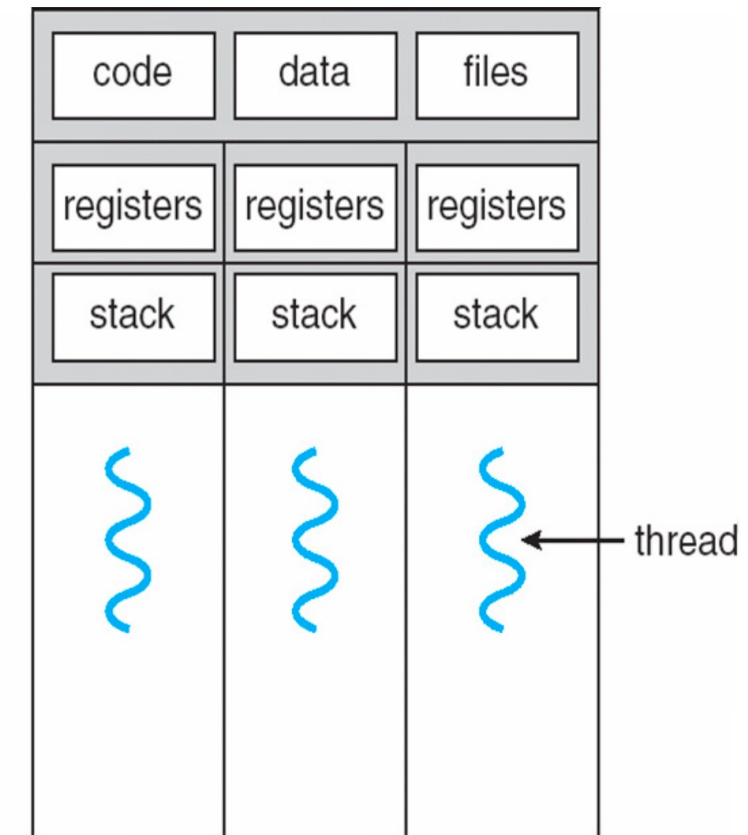 code data files
registers registers registers
stack stack stack
thread